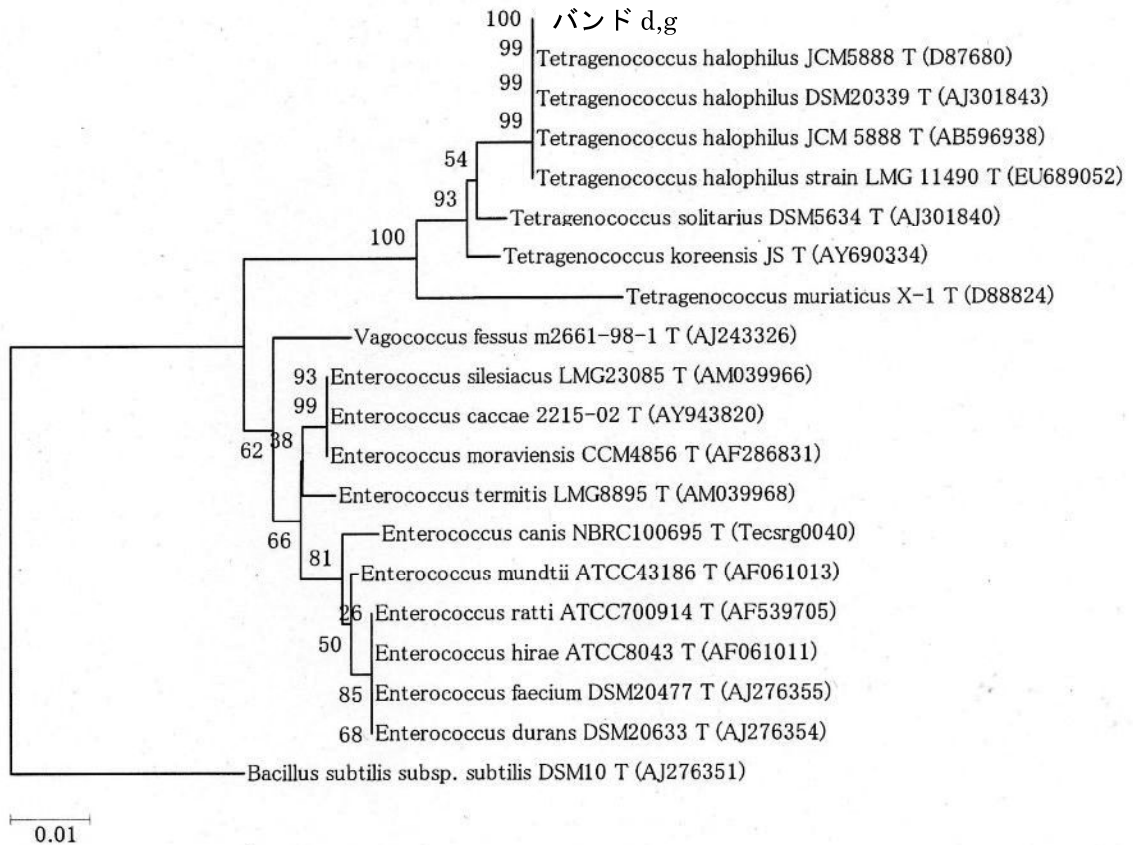 100 バンド d,g
99
Tetragenococcus halophilus JCM5888 T (D87680)
99
Tetragenococcus halophilus DSM20339 T (AJ301843)
99
Tetragenococcus halophilus JCM 5888 T (AB596938)
54
Tetragenococcus halophilus strain LMG 11490 T (EU689052)
93
Tetragenococcus solitarius DSM5634 T (AJ301840)
100
Tetragenococcus koreensis JS T (AY690334)
Tetragenococcus muriaticus X-1 T (D88824)
Vagococcus fessus m2661-98-1 T (AJ243326)
93 Enterococcus silesiacus LMG23085 T (AM039966)
99
Enterococcus caccae 2215-02 T (AY943820)
62 38
Enterococcus moraviensis CCM4856 T (AF286831)
Enterococcus termitis LMG8895 T (AM039968)
66
Enterococcus canis NBRC100695 T (Tecsrg0040)
81
Enterococcus mundtii ATCC43186 T (AF061013)
26 Enterococcus ratti ATCC700914 T (AF539705)
50
Enterococcus hirae ATCC8043 T (AF061011)
85 Enterococcus faecium DSM20477 T (AJ276355)
68 Enterococcus durans DSM20633 T (AJ276354)
Bacillus subtilis subsp. subtilis DSM10 T (AJ276351)
0.01